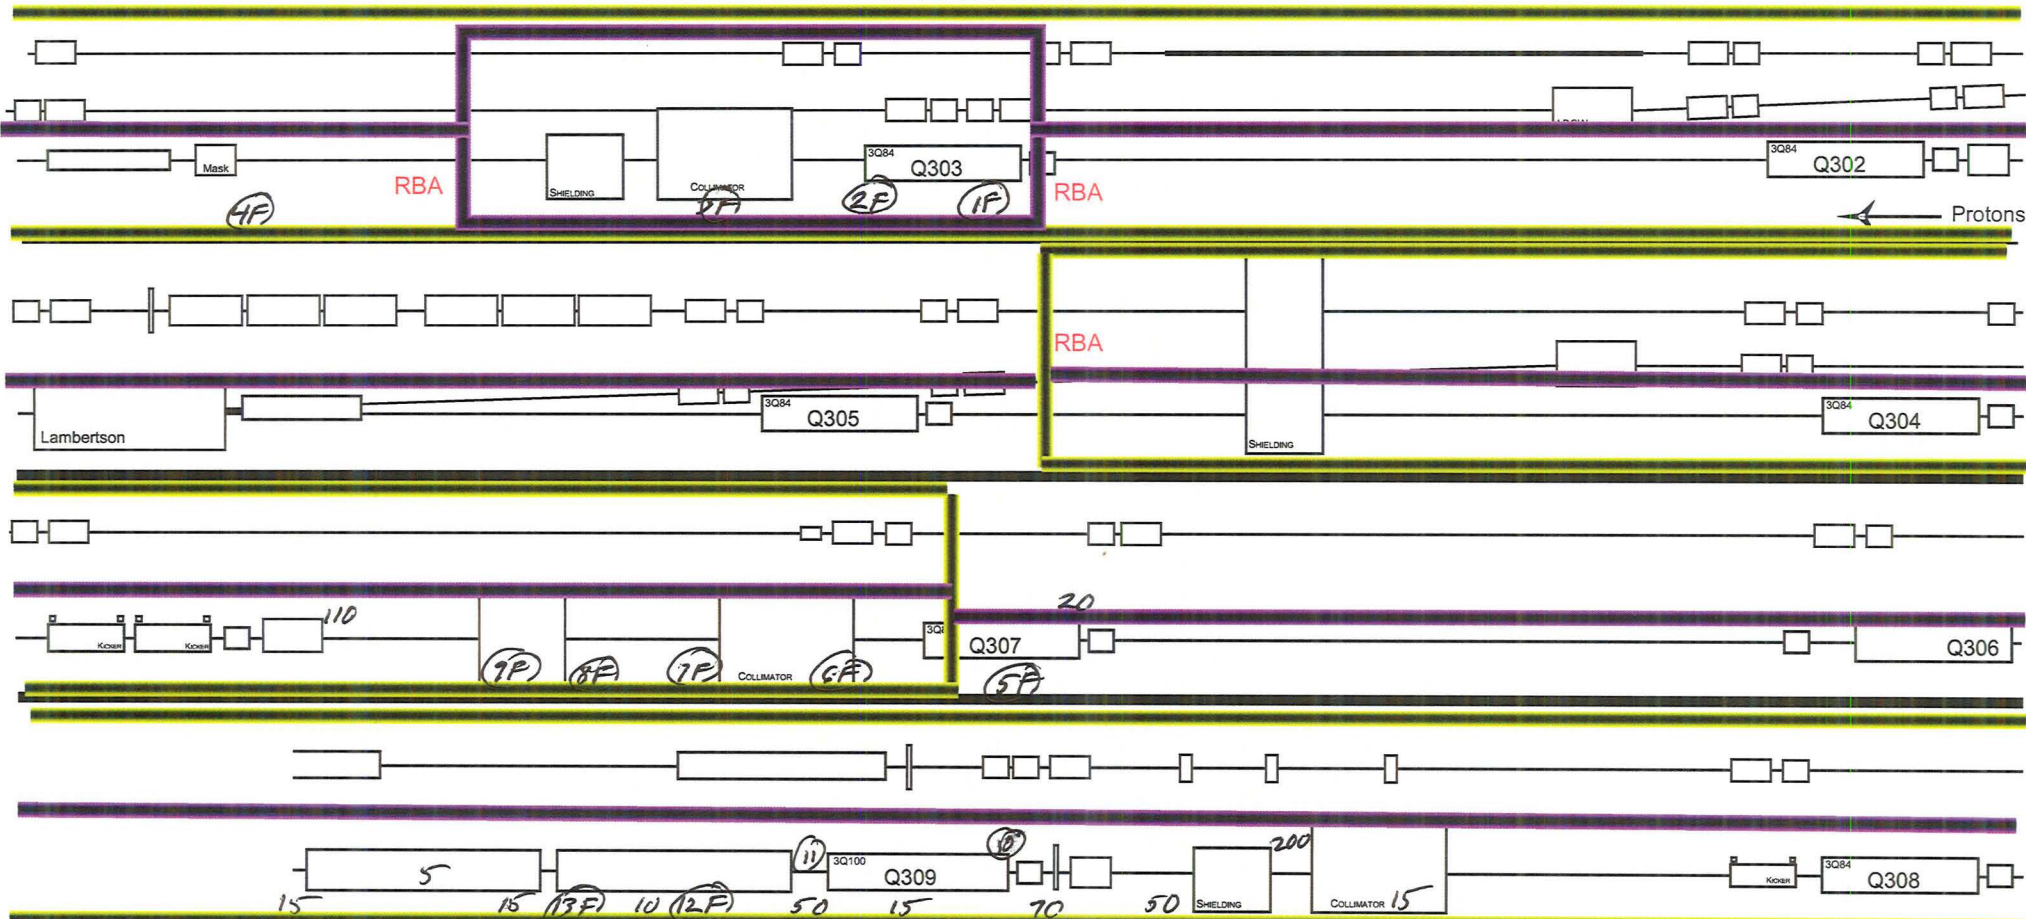 3Q84
Q303
3Q84
Q302
Mask
RBA
SHIELDING
COLLIMATOR
RBA
4F
2F
1F
Protons
RBA
3Q84
Q305
3Q84
Q304
Lambertson
SHIELDING
110
20
KICKER
KICKER
Q307
Q306
9F
8F
7F
COLLIMATOR
6F
5F
11
10
200
5
3Q100
Q309
3Q84
Q308
KICKER
15
15
13F
10
12F
50
15
70
50
SHIELDING
COLLIMATOR
15